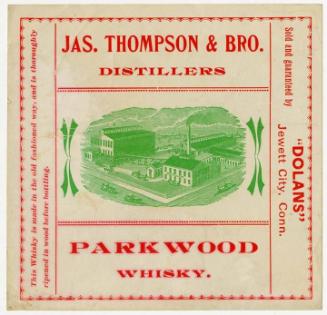 JAS. THOMPSON & BRO.
DISTILLERS
PARKWOOD
WHISKY.
This Whisky is made in the old fashioned way, and is thoroughly
ripened in wood before bottling.
Sold and guaranteed by
"DOLANS"
Jewett City, Conn.